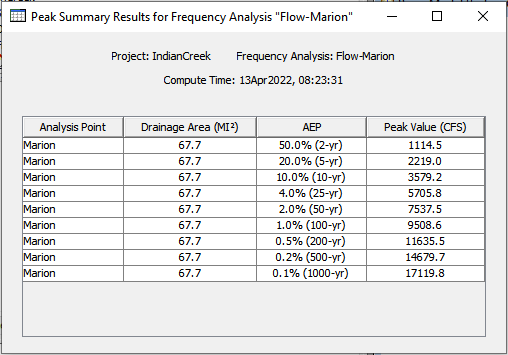 Peak Summary Results for Frequency Analysis "Flow-Marion"
Project: IndianCreek Frequency Analysis: Flow-Marion
Compute Time: 13Apr2022, 08:23:31
Analysis Point Drainage Area (MI²) AEP Peak Value (CFS)
Marion 67.7 50.0% (2-yr) 1114.5
Marion 67.7 20.0% (5-yr) 2219.0
Marion 67.7 10.0% (10-yr) 3579.2
Marion 67.7 4.0% (25-yr) 5705.8
Marion 67.7 2.0% (50-yr) 7537.5
Marion 67.7 1.0% (100-yr) 9508.6
Marion 67.7 0.5% (200-yr) 11635.5
Marion 67.7 0.2% (500-yr) 14679.7
Marion 67.7 0.1% (1000-yr) 17119.8